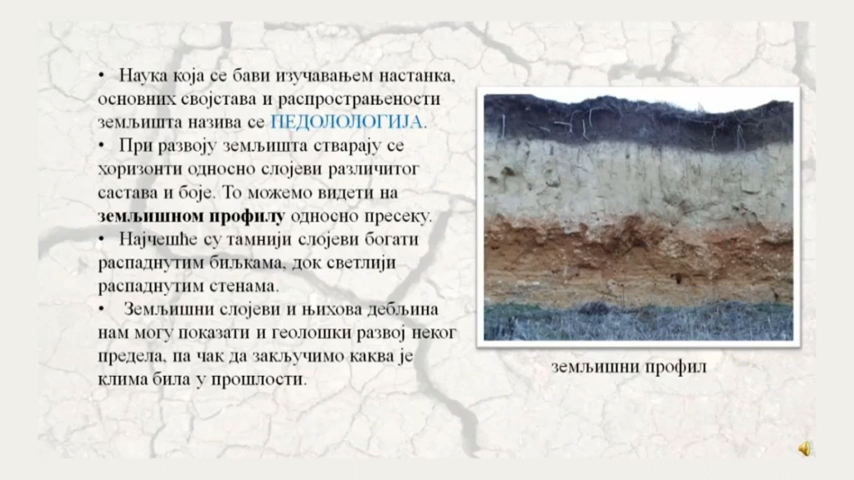 • Наука која се бави изучавањем настанка,
основних својстава и распрострањености
земљишта назива се ПЕДОЛОЛОГИЈА.
• При развоју земљишта стварају се
хоризонти односно слојеви различитог
састава и боје. То можемо видети на
земљишном профилу односно пресеку.
• Најчешће су тамнији слојеви богати
распаднутим биљкама, док светлији
распаднутим стенама.
• Земљишни слојеви и њихова дебљина
нам могу показати и геолошки развој неког
предела, па чак да закључимо каква је
клима била у прошлости.
земљишни профил